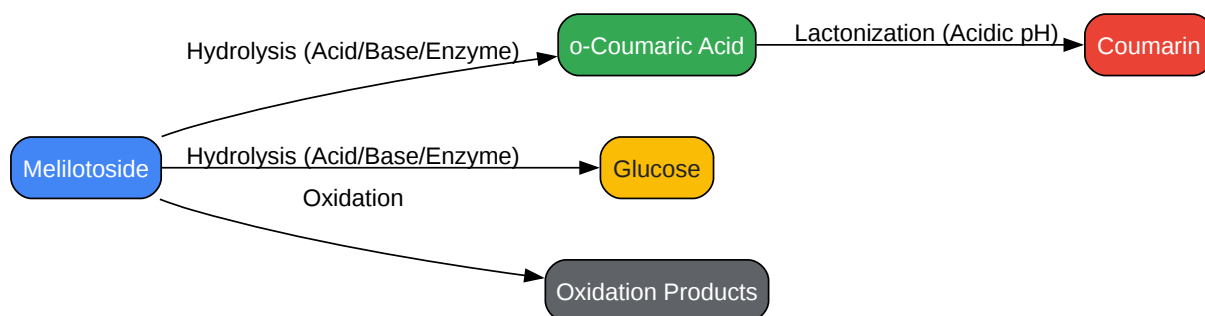 Hydrolysis (Acid/Base/Enzyme)
o-Coumaric Acid
Lactonization (Acidic pH)
Coumarin
Melilotoside
Hydrolysis (Acid/Base/Enzyme)
Glucose
Oxidation
Oxidation Products